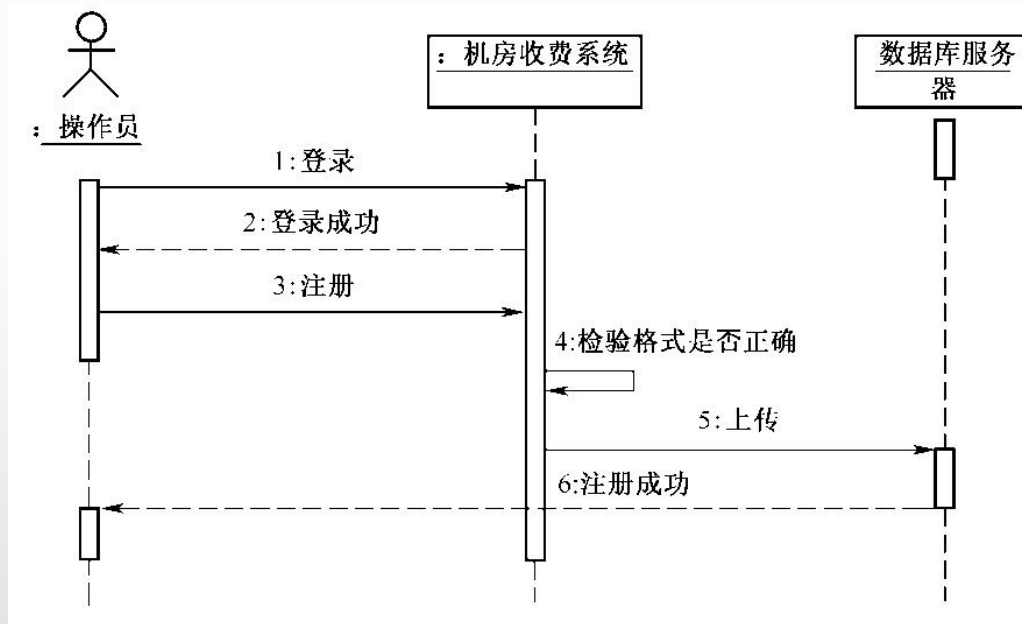 ：机房收费系统
数据库服务
器
：操作员
1:登录
2:登录成功
3:注册
4:检验格式是否正确
5:上传
6:注册成功